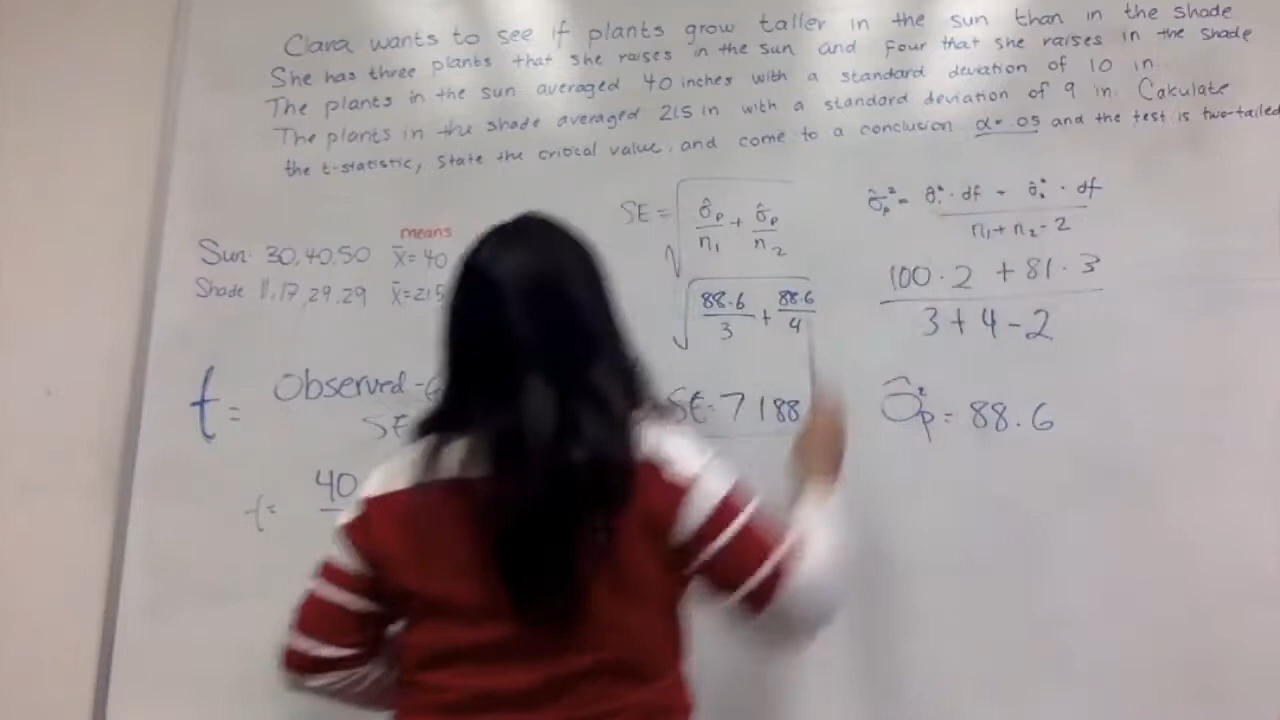 Clara wants to see if plants grow taller in the sun than in the shade
She has three plants that she raises in the sun and four that she raises in the shade
The plants in the sun averaged 40 inches with a standard deviation of 10 in.
The plants in the shade averaged 21.5 in with a standard deviation of 9 in. Calculate
the t-statistic, state the critical value, and come to a conclusion α=.05 and the test is two-tailed
means
Sun: 30,40,50 x̄=40
Shade 11,17,29,29 x̄=21.5
SE = √ σ̂p/n₁ + σ̂p/n₂
√ 88.6/3 + 88.6/4
SE=7.188
df
df
n₁+n₂-2
100·2 + 81·3
3+4-2
σ̂²p = 88.6
t= Observed -
SE
t= 40